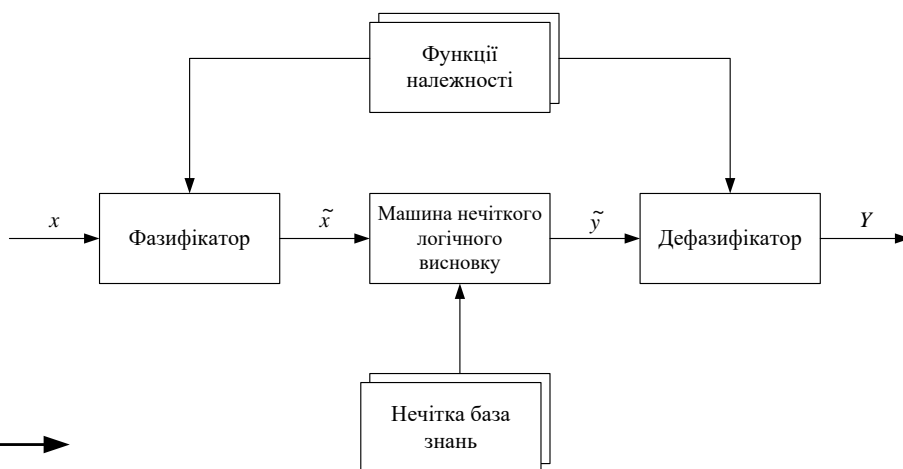 Функції
належності
x
Фазифікатор
x̃
Машина нечіткого
логічного
висновку
ỹ
Дефазифікатор
Y
Нечітка база
знань